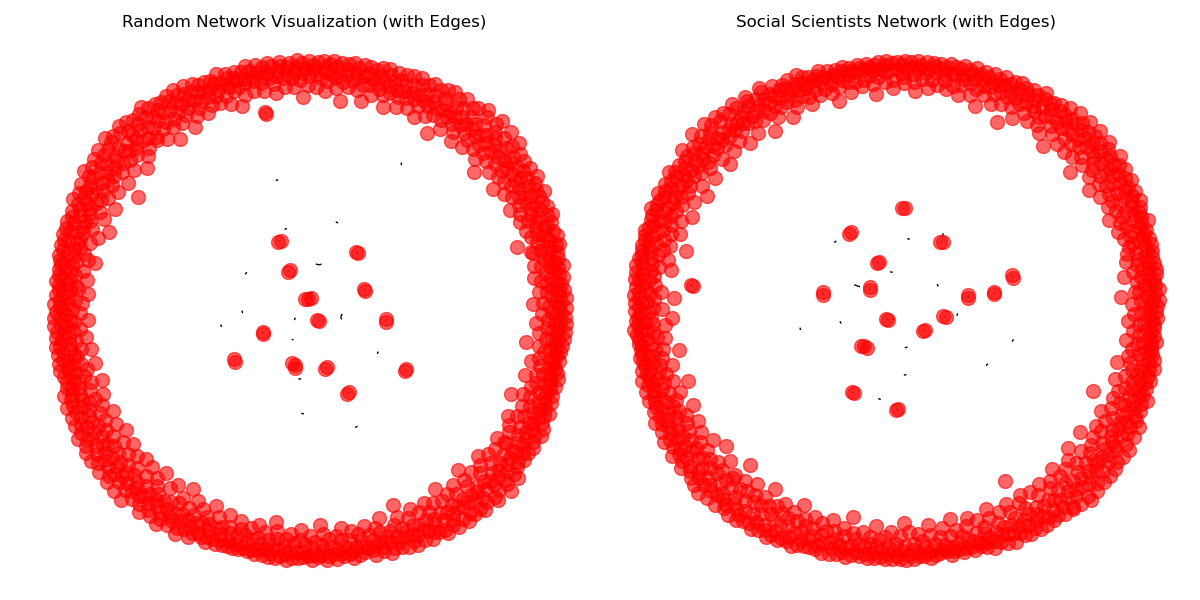 Random Network Visualization (with Edges)
Social Scientists Network (with Edges)